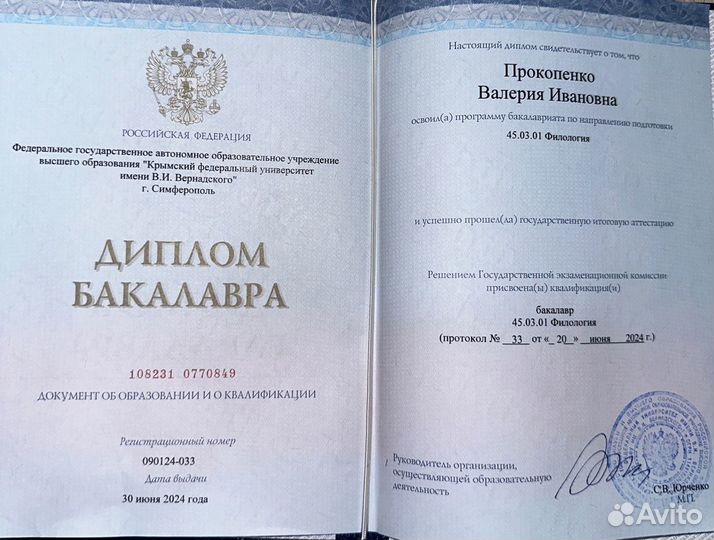 РОССИЙСКАЯ ФЕДЕРАЦИЯ
Федеральное государственное автономное образовательное учреждение
высшего образования "Крымский федеральный университет
имени В.И. Вернадского"
г. Симферополь
ДИПЛОМ
БАКАЛАВРА
108231 0770849
ДОКУМЕНТ ОБ ОБРАЗОВАНИИ И О КВАЛИФИКАЦИИ
Регистрационный номер
090124-033
Дата выдачи
30 июня 2024 года
Настоящий диплом свидетельствует о том, что
Прокопенко
Валерия Ивановна
освоил(а) программу бакалавриата по направлению подготовки
45.03.01 Филология
и успешно прошел(ла) государственную итоговую аттестацию
Решением Государственной экзаменационной комиссии
присвоена(ы) квалификация(и)
бакалавр
45.03.01 Филология
(протокол № 33 от « 20 » июня 2024 г.)
Руководитель организации,
осуществляющей образовательную
деятельность
С.В. Юрченко
М.П.
Avito